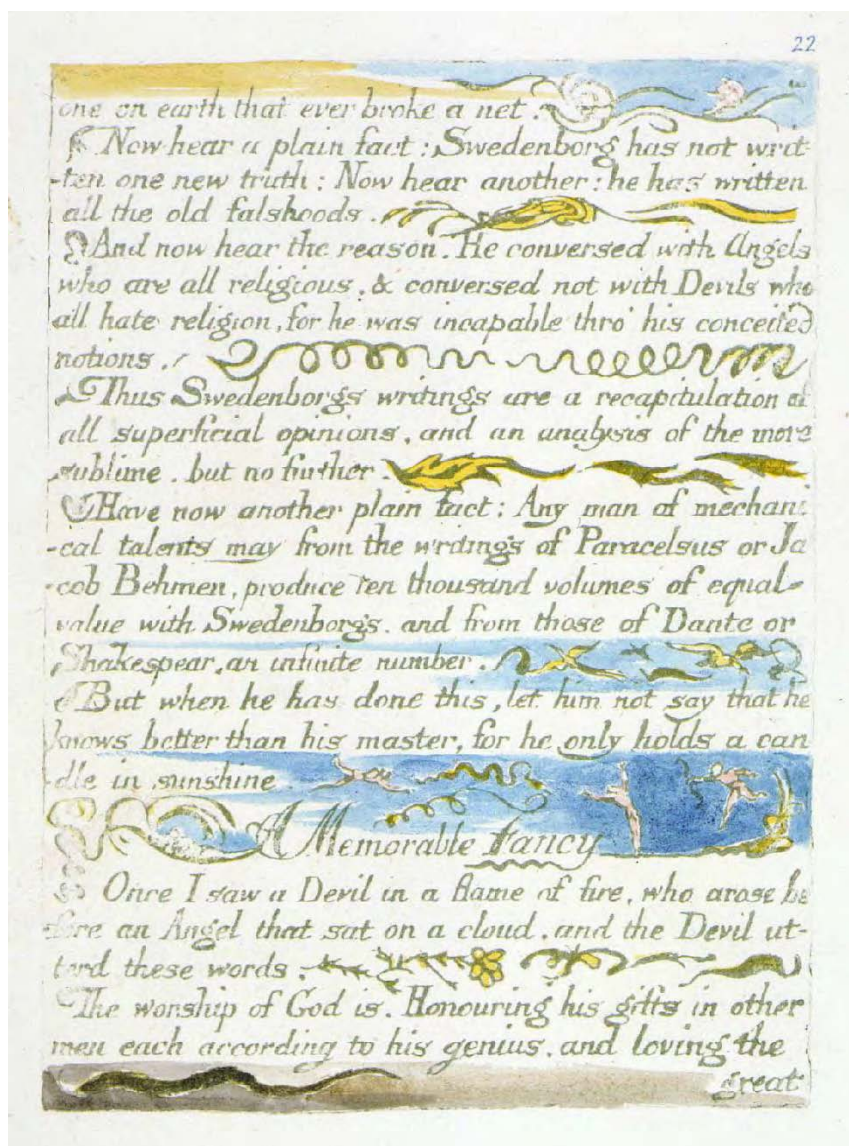 22
one on earth that ever broke a net.
Now hear a plain fact: Swedenborg has not writ-
-ten one new truth: Now hear another: he has written
all the old falshoods.
And now hear the reason. He conversed with Angels
who are all religious, & conversed not with Devils who
all hate religion, for he was incapable thro' his conceited
notions.
Thus Swedenborgs writings are a recapitulation of
all superficial opinions, and an analysis of the more
sublime. but no further.
Have now another plain fact: Any man of mechani
-cal talents may from the writings of Paracelsus or Ja
-cob Behmen, produce ten thousand volumes of equal
value with Swedenborg's. and from those of Dante or
Shakespear, an infinite number.
But when he has done this, let him not say that he
knows better than his master, for he only holds a can
dle in sunshine.
A Memorable Fancy
Once I saw a Devil in a flame of fire, who arose be
-fore an Angel that sat on a cloud. and the Devil ut-
terd these words.
The worship of God is. Honouring his gifts in other
men each according to his genius. and loving the
great